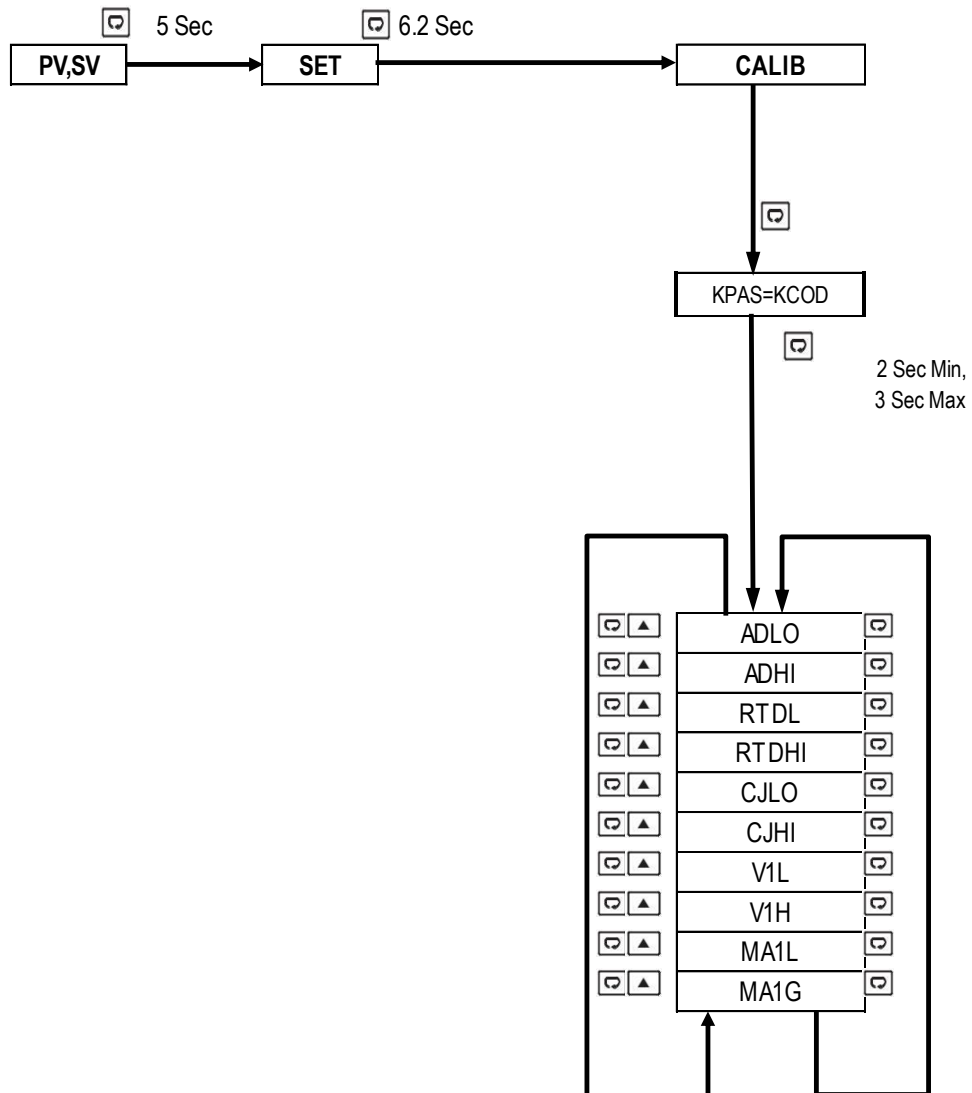 5 Sec
6.2 Sec
PV,SV
SET
CALIB
KPAS=KCOD
2 Sec Min,
3 Sec Max
ADLO
ADHI
RTDL
RTDHI
CJLO
CJHI
V1L
V1H
MA1L
MA1G